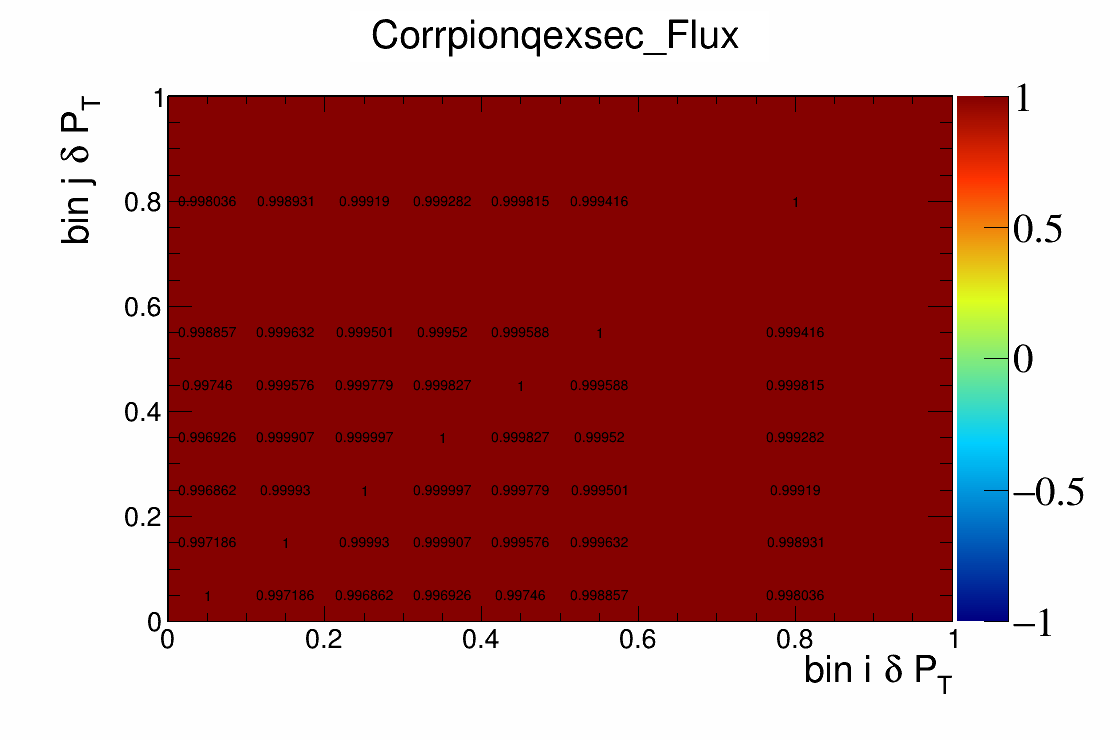 Corrpionqexsec_Flux
bin j δ P_T
1
0.8
0.6
0.4
0.2
0
0.998036 0.998931 0.99919 0.999282 0.999815 0.999416 1
0.998857 0.999632 0.999501 0.99952 0.999588 1 0.999416
0.99746 0.999576 0.999779 0.999827 1 0.999588 0.999815
0.996926 0.999907 0.999997 1 0.999827 0.99952 0.999282
0.996862 0.99993 1 0.999997 0.999779 0.999501 0.99919
0.997186 1 0.99993 0.999907 0.999576 0.999632 0.998931
1 0.997186 0.996862 0.996926 0.99746 0.998857 0.998036
0 0.2 0.4 0.6 0.8 1
bin i δ P_T
1
0.5
0
−0.5
−1